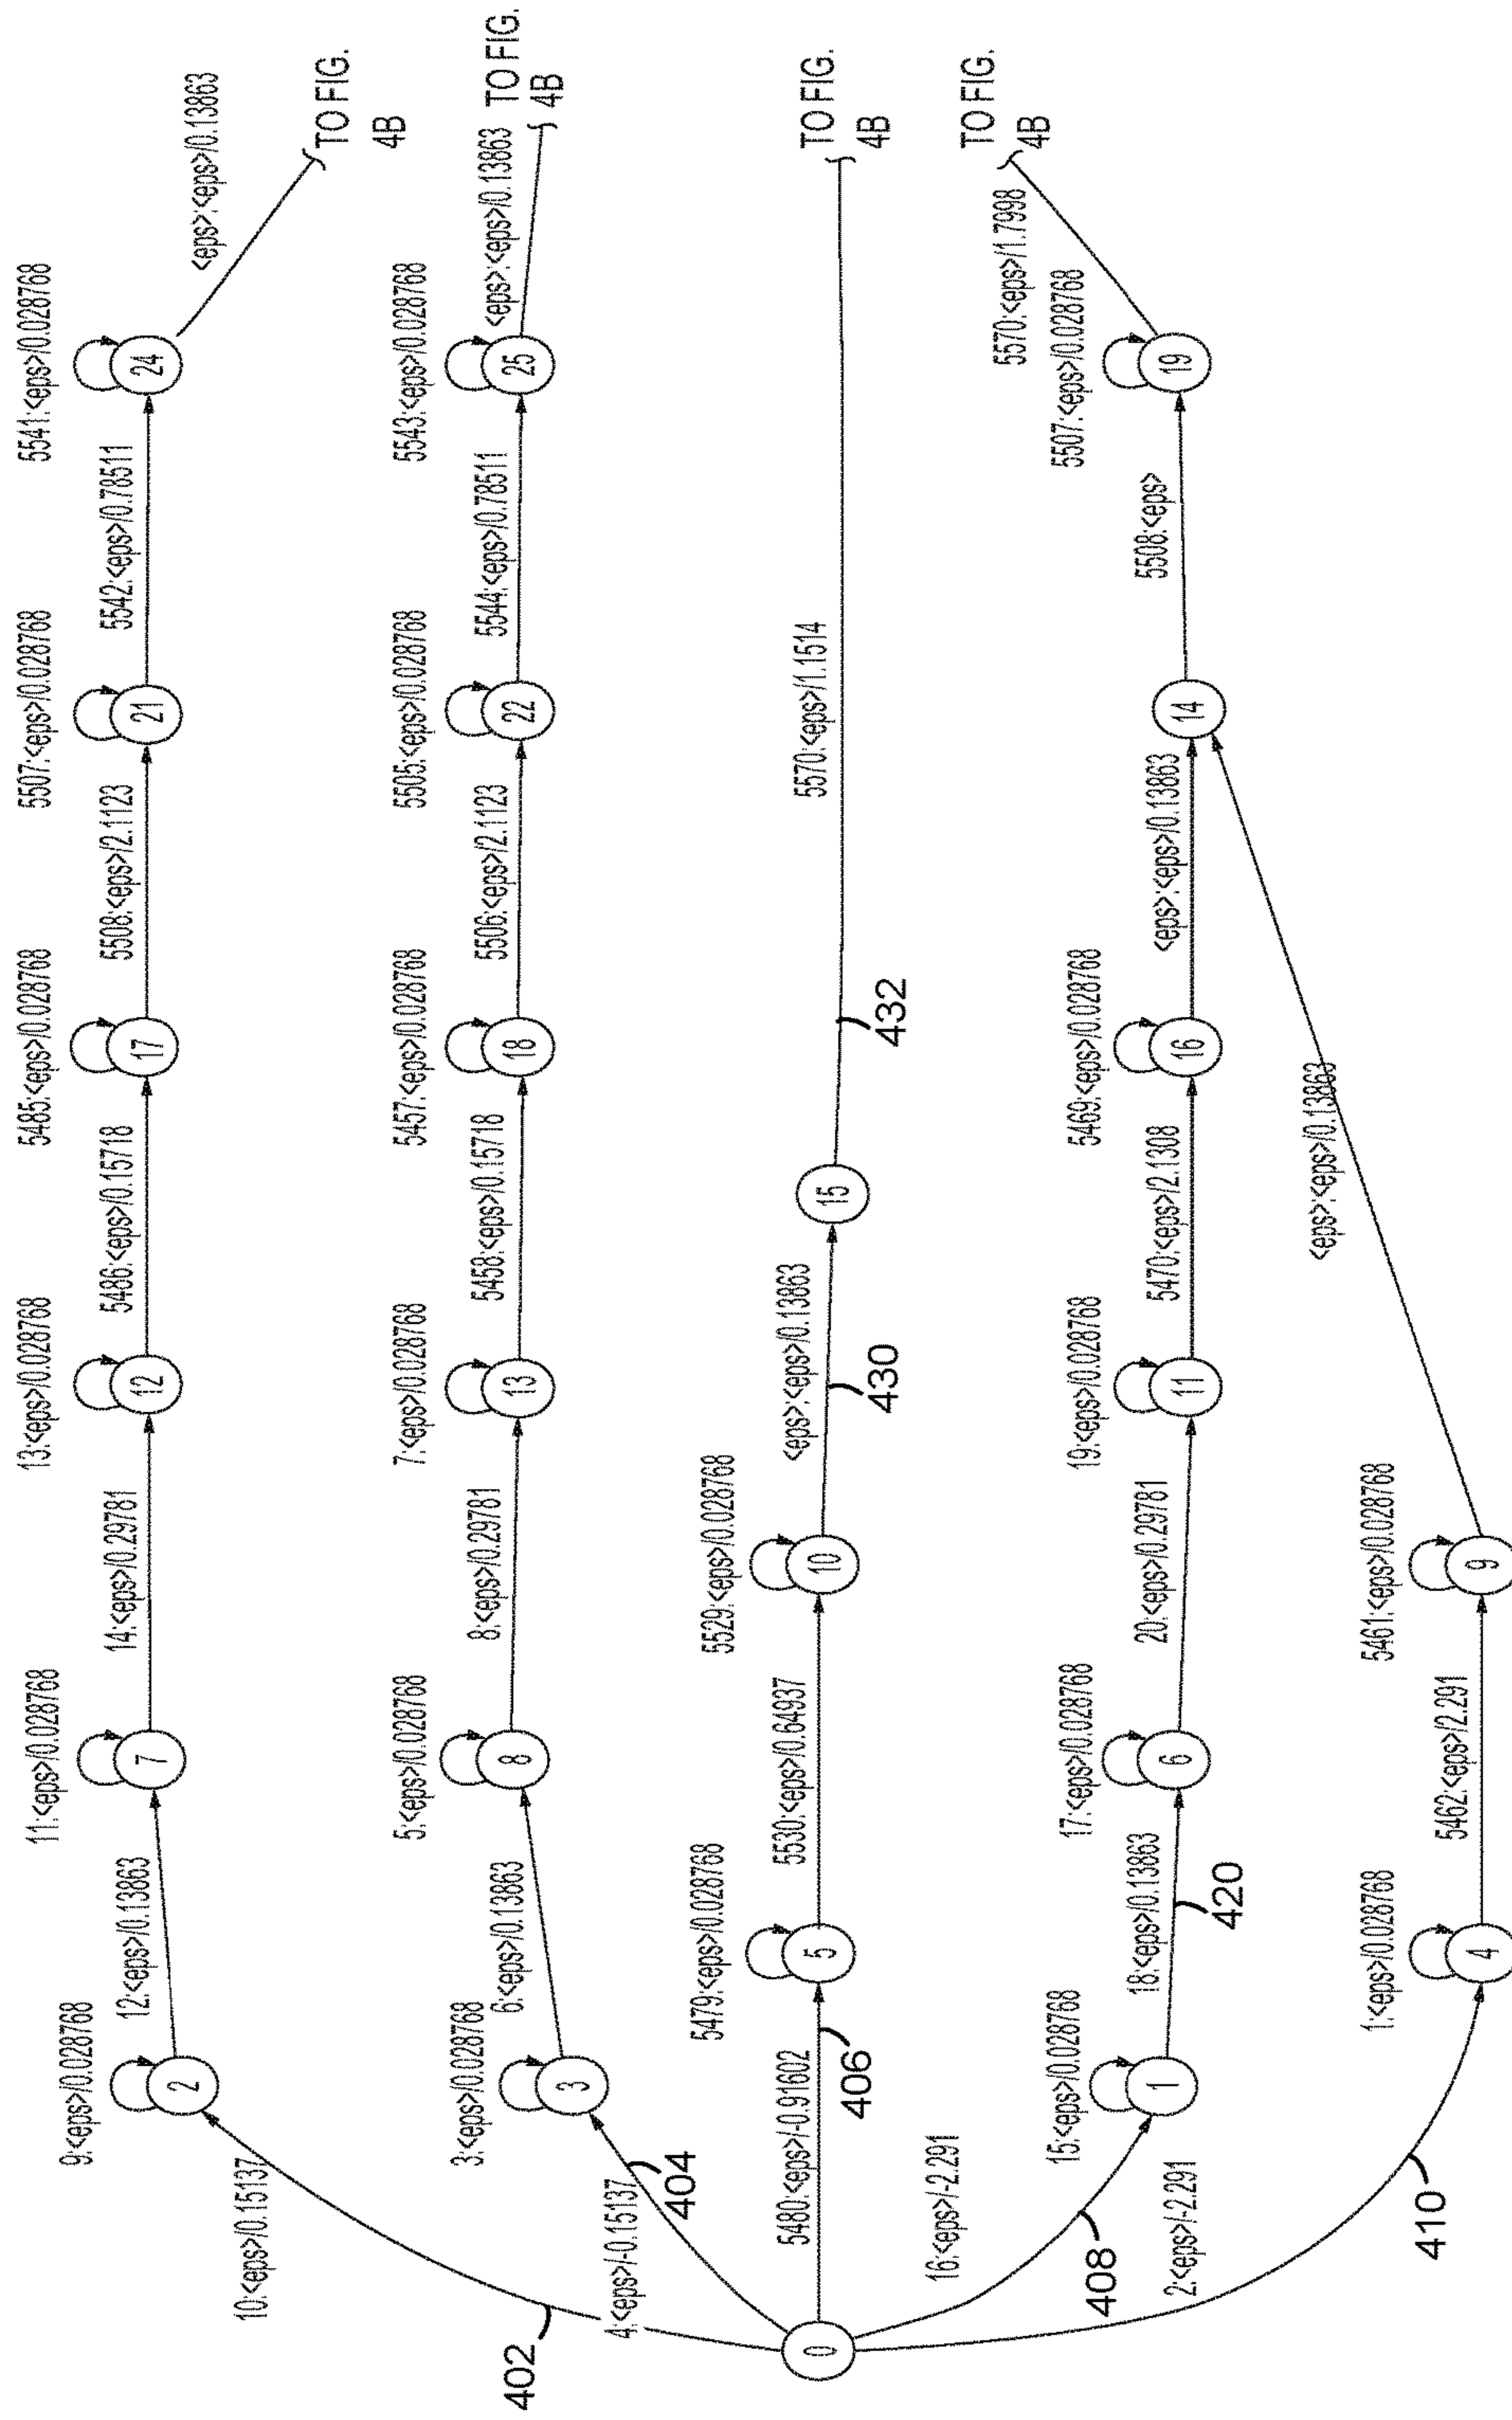 9:<eps>/0.028768
11:<eps>/0.028768
13:<eps>/0.028768
5485:<eps>/0.028768
5507:<eps>/0.028768
5541:<eps>/0.028768
10:<eps>/0.15137
2
12:<eps>/0.13863
7
14:<eps>/0.29781
12
5486:<eps>/0.15718
17
5508:<eps>/2.1123
21
5542:<eps>/0.78511
24
<eps>:<eps>/0.13863
TO FIG.
4B
402
3:<eps>/0.028768
5:<eps>/0.028768
7:<eps>/0.028768
5457:<eps>/0.028768
5505:<eps>/0.028768
5543:<eps>/0.028768
4:<eps>/-0.15137
404
3
6:<eps>/0.13863
8
8:<eps>/0.29781
13
5458:<eps>/0.15718
18
5506:<eps>/2.1123
22
5544:<eps>/0.78511
25
<eps>:<eps>/0.13863
TO FIG.
4B
5479:<eps>/0.028768
5529:<eps>/0.028768
0
5480:<eps>/-0.91602
406
5
5530:<eps>/0.64937
10
<eps>:<eps>/0.13863
430
15
432
5570:<eps>/1.1514
TO FIG.
4B
15:<eps>/0.028768
17:<eps>/0.028768
19:<eps>/0.028768
5469:<eps>/0.028768
5507:<eps>/0.028768
16:<eps>/-2.291
408
1
18:<eps>/0.13863
420
6
20:<eps>/0.29781
11
5470:<eps>/2.1308
16
<eps>:<eps>/0.13863
14
5508:<eps>
19
5570:<eps>/1.7998
TO FIG.
4B
2:<eps>/-2.291
410
1:<eps>/0.028768
4
5462:<eps>/2.291
5461:<eps>/0.028768
9
<eps>:<eps>/0.13863